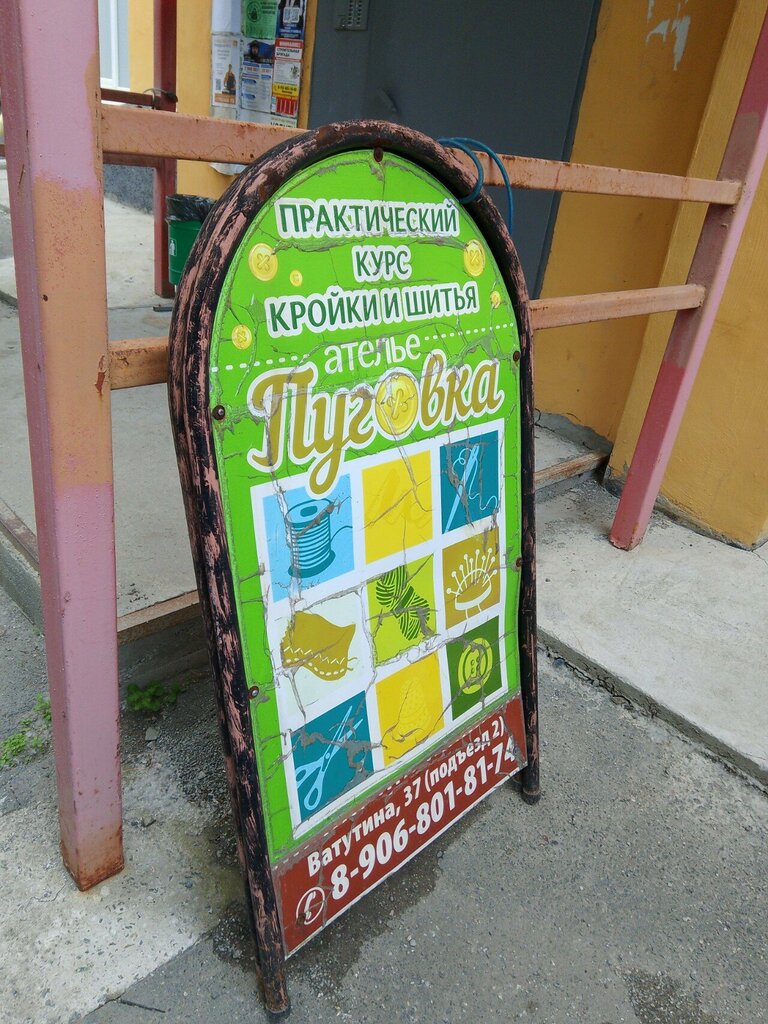 ПРАКТИЧЕСКИЙ
КУРС
КРОЙКИ И ШИТЬЯ
ателье
Пуговка
Ватутина, 37 (подъезд 2)
8-906-801-81-74